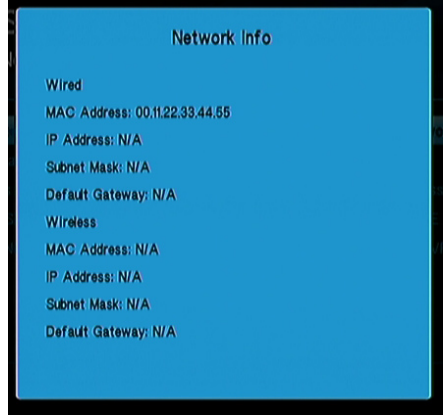 Network Info
Wired
MAC Address: 00.11.22.33.44.55
IP Address: N/A
Subnet Mask: N/A
Default Gateway: N/A
Wireless
MAC Address: N/A
IP Address: N/A
Subnet Mask: N/A
Default Gateway: N/A